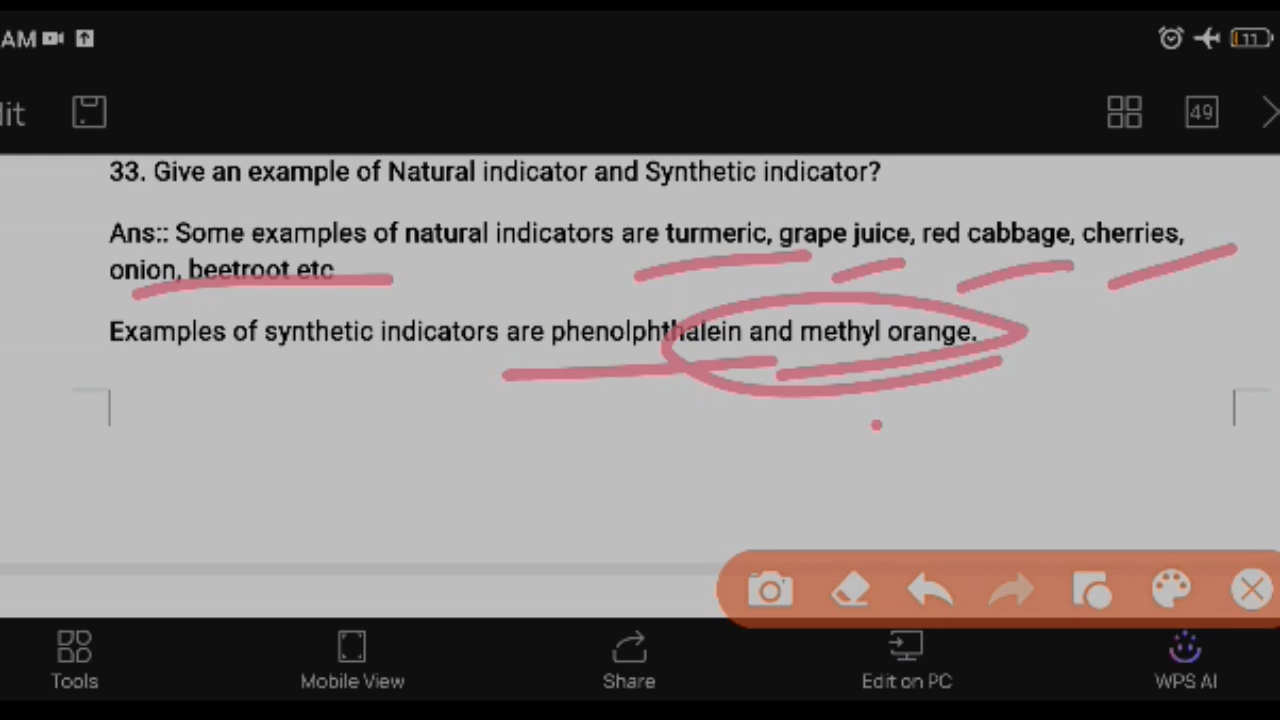 AM
11
lit
49
33. Give an example of Natural indicator and Synthetic indicator?
Ans:: Some examples of natural indicators are turmeric, grape juice, red cabbage, cherries,
onion, beetroot etc
Examples of synthetic indicators are phenolphthalein and methyl orange.
Tools
Mobile View
Share
Edit on PC
WPS AI